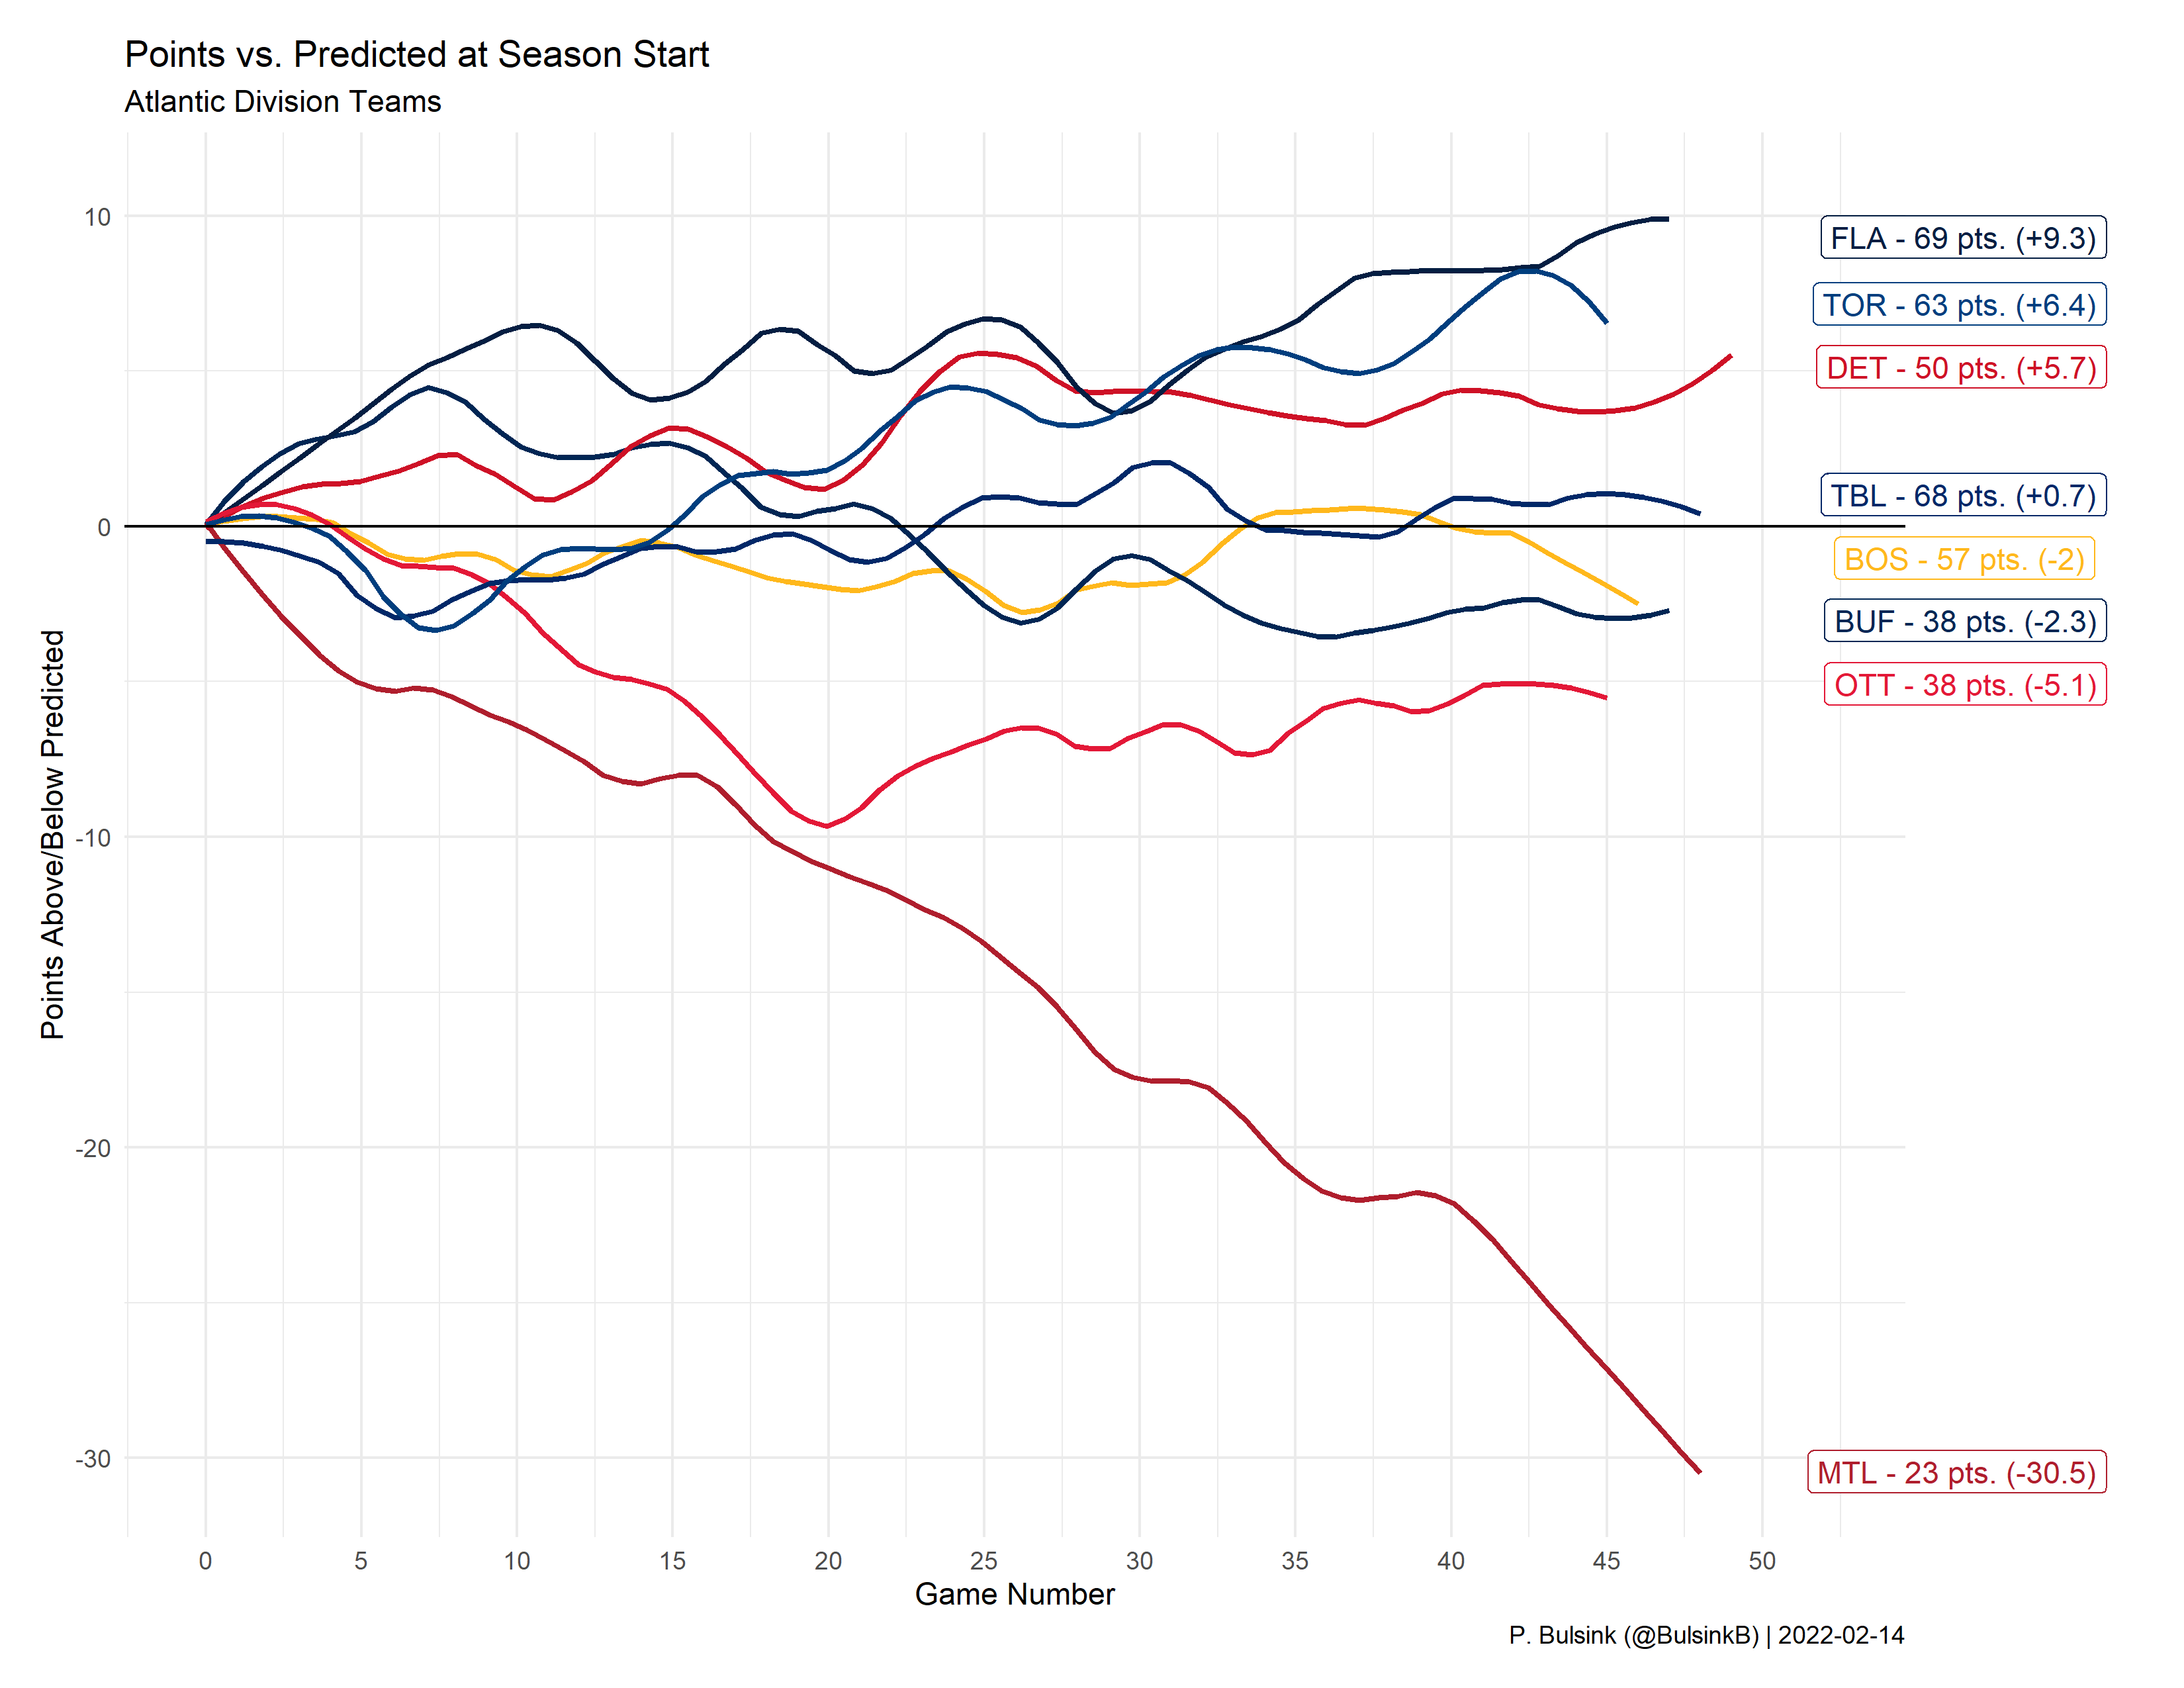 Points vs. Predicted at Season Start
Atlantic Division Teams
Points Above/Below Predicted
10
0
-10
-20
-30
FLA - 69 pts. (+9.3)
TOR - 63 pts. (+6.4)
DET - 50 pts. (+5.7)
TBL - 68 pts. (+0.7)
BOS - 57 pts. (-2)
BUF - 38 pts. (-2.3)
OTT - 38 pts. (-5.1)
MTL - 23 pts. (-30.5)
0 5 10 15 20 25 30 35 40 45 50
Game Number
P. Bulsink (@BulsinkB) | 2022-02-14